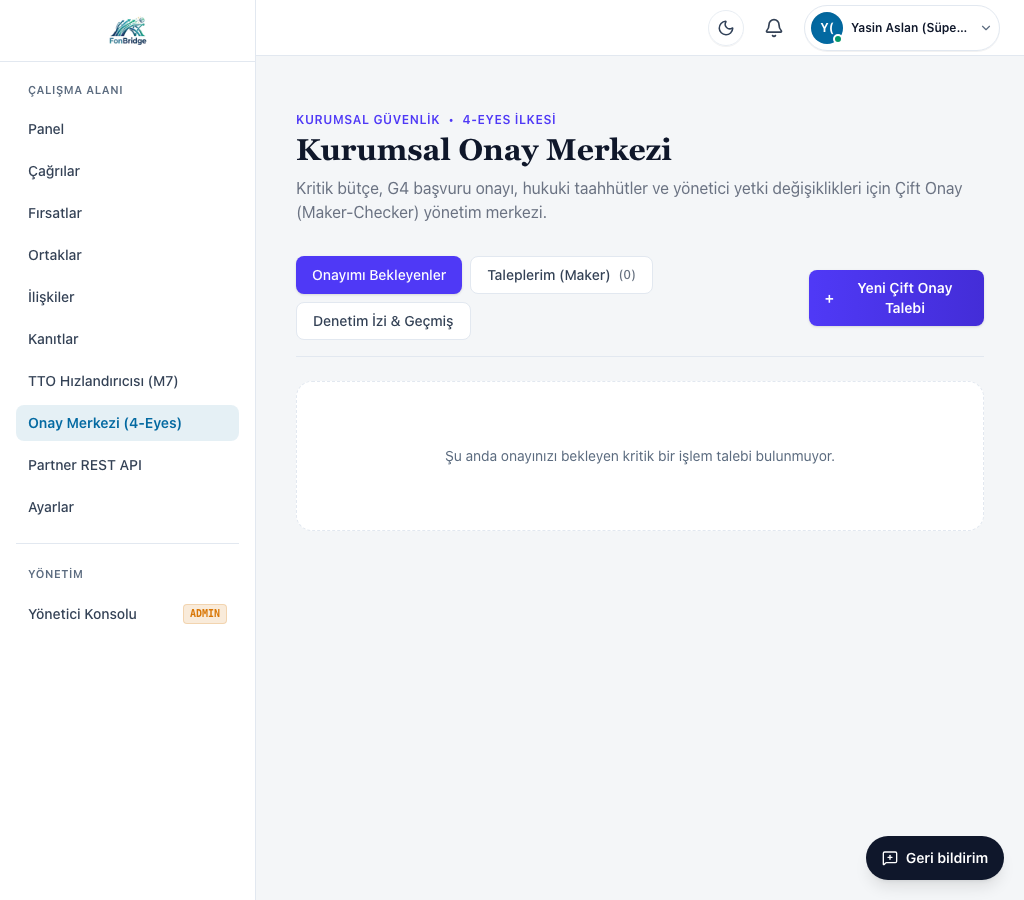 FonBridge
Y(
Yasin Aslan (Süpe...
ÇALIŞMA ALANI
Panel
Çağrılar
Fırsatlar
Ortaklar
İlişkiler
Kanıtlar
TTO Hızlandırıcısı (M7)
Onay Merkezi (4-Eyes)
Partner REST API
Ayarlar
YÖNETİM
Yönetici Konsolu ADMIN
KURUMSAL GÜVENLİK • 4-EYES İLKESİ
Kurumsal Onay Merkezi
Kritik bütçe, G4 başvuru onayı, hukuki taahhütler ve yönetici yetki değişiklikleri için Çift Onay
(Maker-Checker) yönetim merkezi.
Onayımı Bekleyenler
Taleplerim (Maker) (0)
Denetim İzi & Geçmiş
+ Yeni Çift Onay
Talebi
Şu anda onayınızı bekleyen kritik bir işlem talebi bulunmuyor.
Geri bildirim